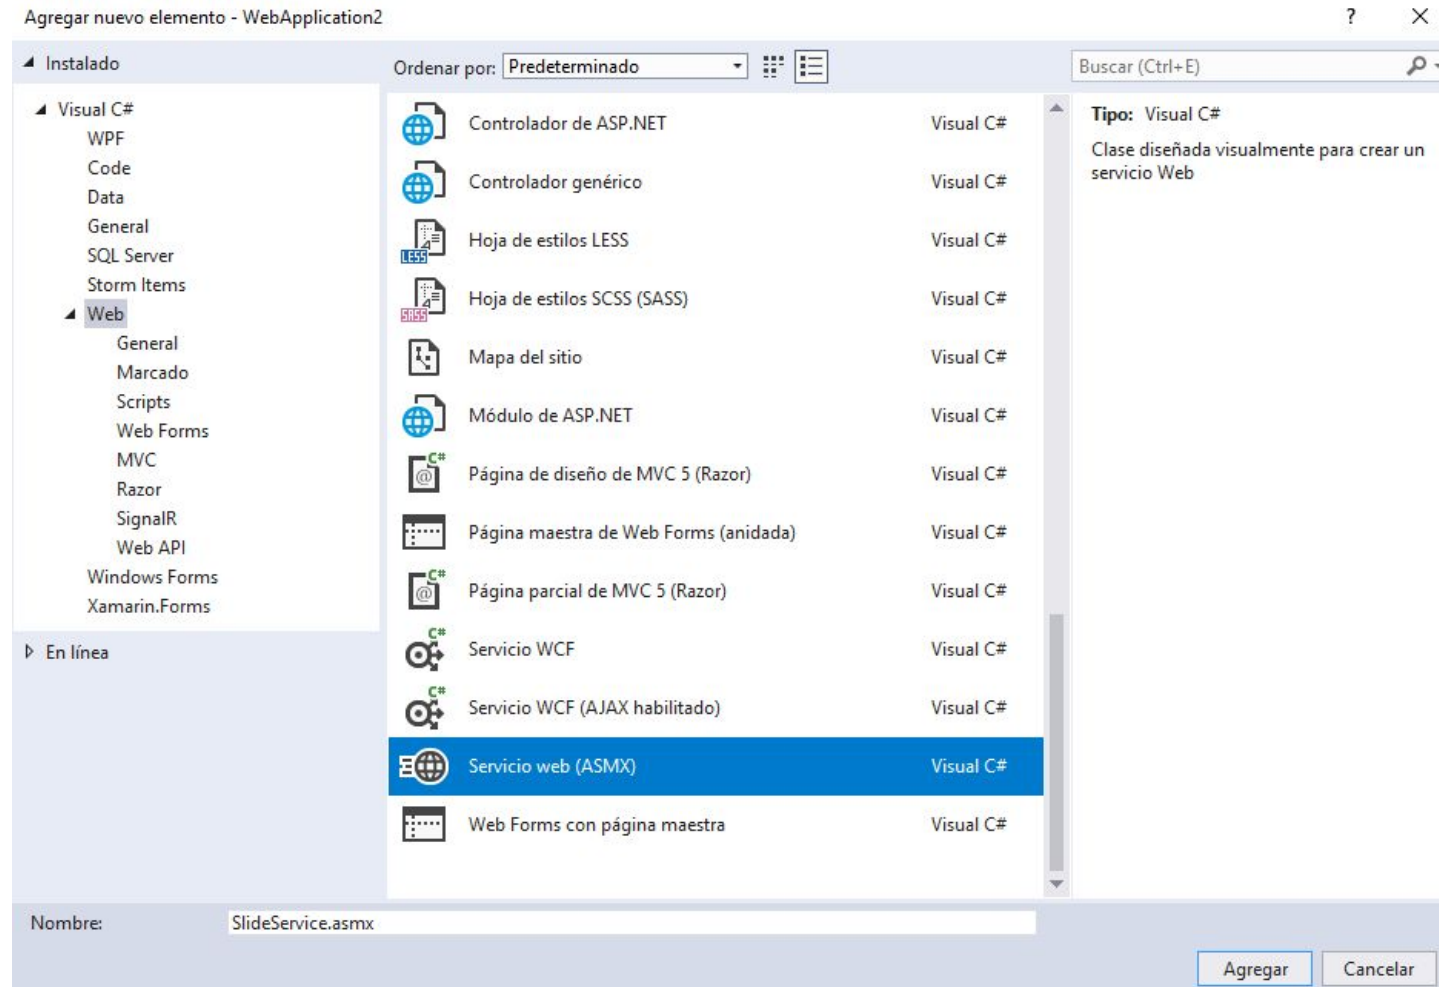 Agregar nuevo elemento - WebApplication2
?
Instalado
Visual C#
WPF
Code
Data
General
SQL Server
Storm Items
Web
General
Marcado
Scripts
Web Forms
MVC
Razor
SignalR
Web API
Windows Forms
Xamarin.Forms
En línea
Ordenar por: Predeterminado
Controlador de ASP.NET Visual C#
Controlador genérico Visual C#
LESS Hoja de estilos LESS Visual C#
SASS Hoja de estilos SCSS (SASS) Visual C#
Mapa del sitio Visual C#
Módulo de ASP.NET Visual C#
C# @ Página de diseño de MVC 5 (Razor) Visual C#
Página maestra de Web Forms (anidada) Visual C#
C# @ Página parcial de MVC 5 (Razor) Visual C#
C# Servicio WCF Visual C#
C# Servicio WCF (AJAX habilitado) Visual C#
Servicio web (ASMX) Visual C#
Web Forms con página maestra Visual C#
Buscar (Ctrl+E)
Tipo: Visual C#
Clase diseñada visualmente para crear un
servicio Web
Nombre: SlideService.asmx
Agregar Cancelar